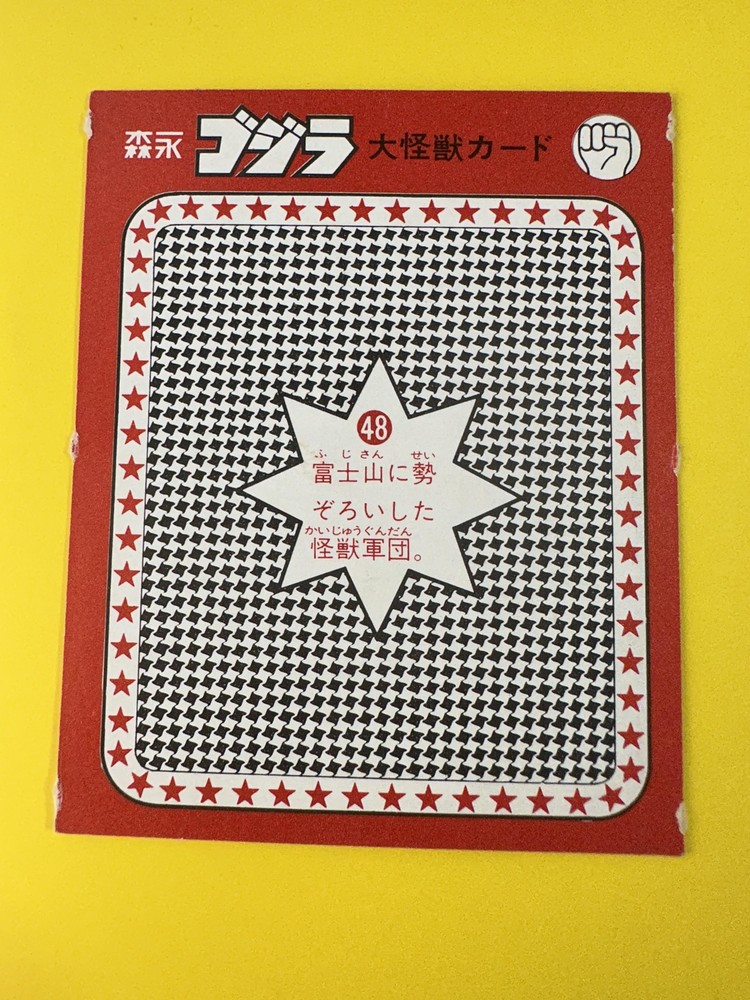 森永 ゴジラ 大怪獣カード
48
ふじさん せい
富士山に勢
ぞろいした
かいじゅうぐんだん
怪獣軍団。